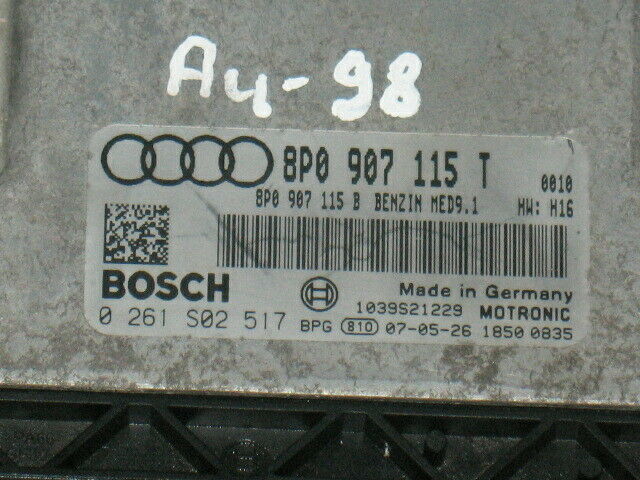 Au-98
8P0 907 115 T 0010
8P0 907 115 B BENZIN MED9.1 HW: H16
BOSCH Made in Germany
1039S21229 MOTRONIC
0 261 S02 517 BPG 810 07-05-26 1850 0835